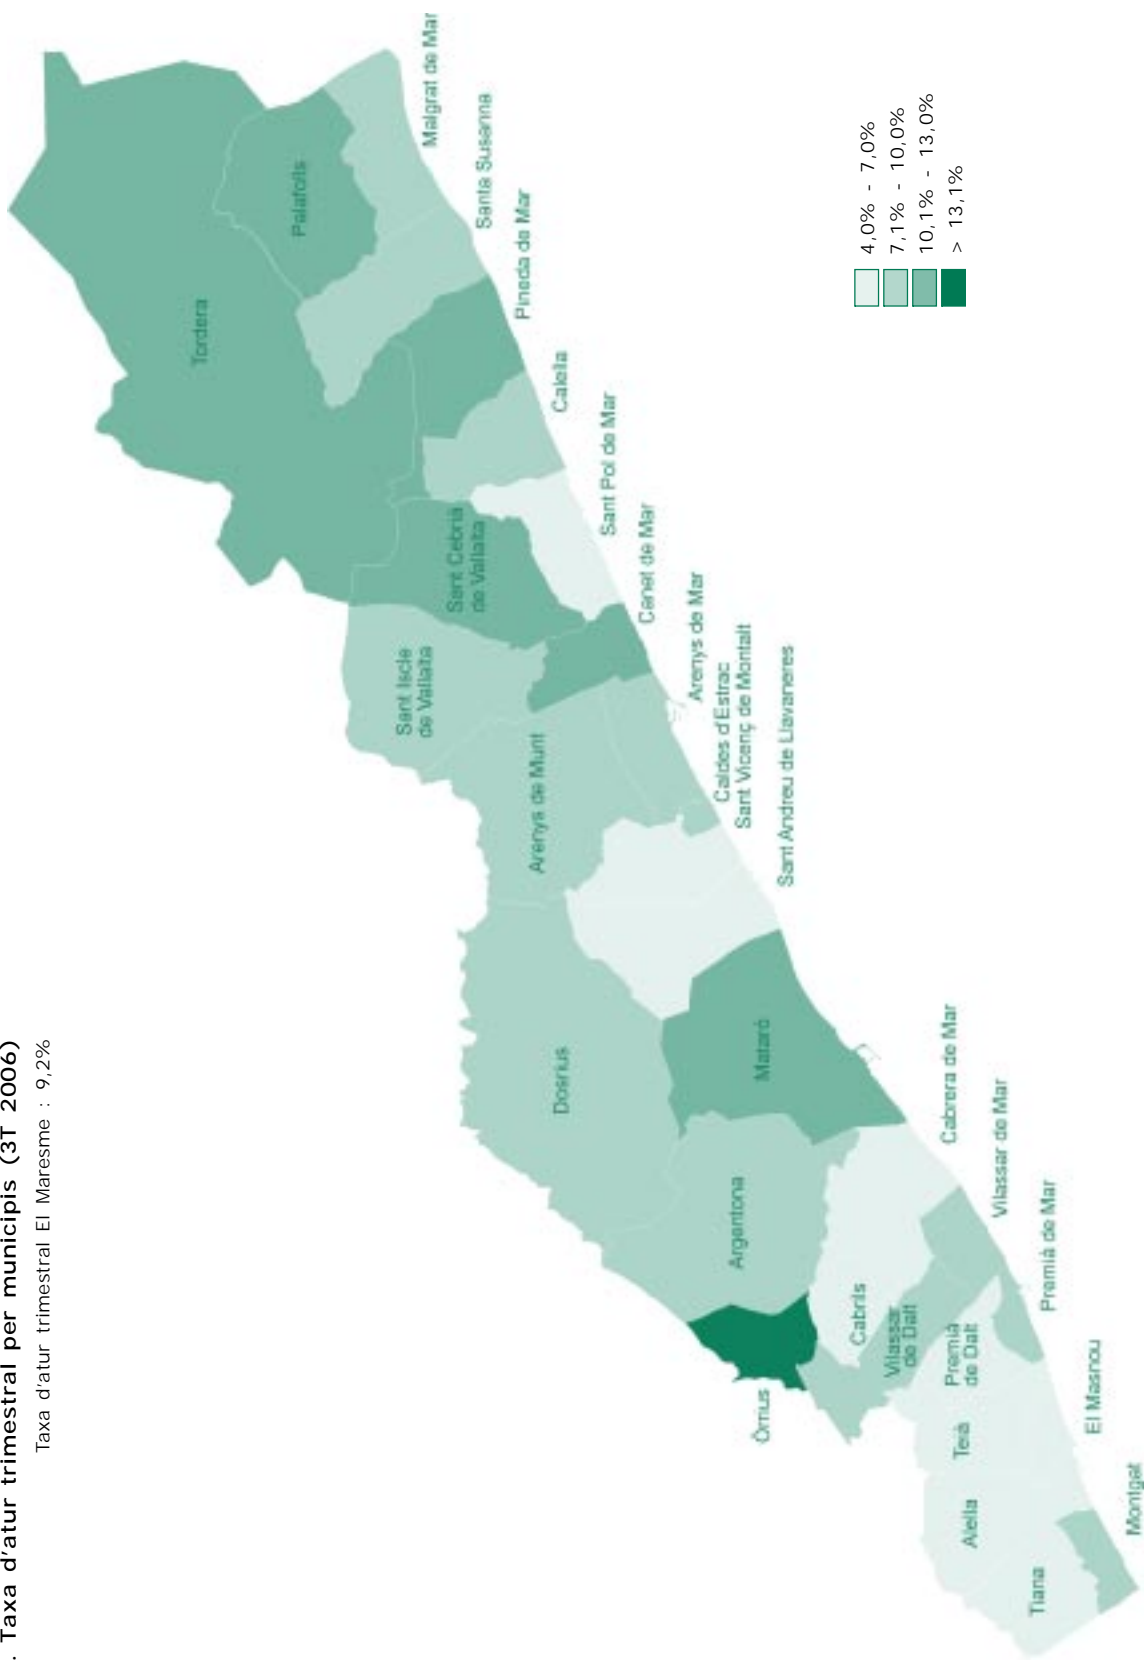 . Taxa d'atur trimestral per municipis (3T 2006)
Taxa d'atur trimestral El Maresme : 9,2%
Tordera
Palafolls
Malgrat de Mar
Santa Susanna
Pineda de Mar
Calella
Sant Pol de Mar
Sant Cebrià
de Vallalta
Canet de Mar
Sant Iscle
de Vallalta
Arenys de Mar
Arenys de Munt
Caldes d'Estrac
Sant Vicenç de Montalt
Sant Andreu de Llavaneres
Dosrius
Mataró
Argentona
Cabrera de Mar
Òrrius
Cabrils
Vilassar de Mar
Vilassar
de Dalt
Premià de Mar
Premià
de Dalt
Teià
El Masnou
Alella
Tiana
Montgat
4,0% - 7,0%
7,1% - 10,0%
10,1% - 13,0%
> 13,1%